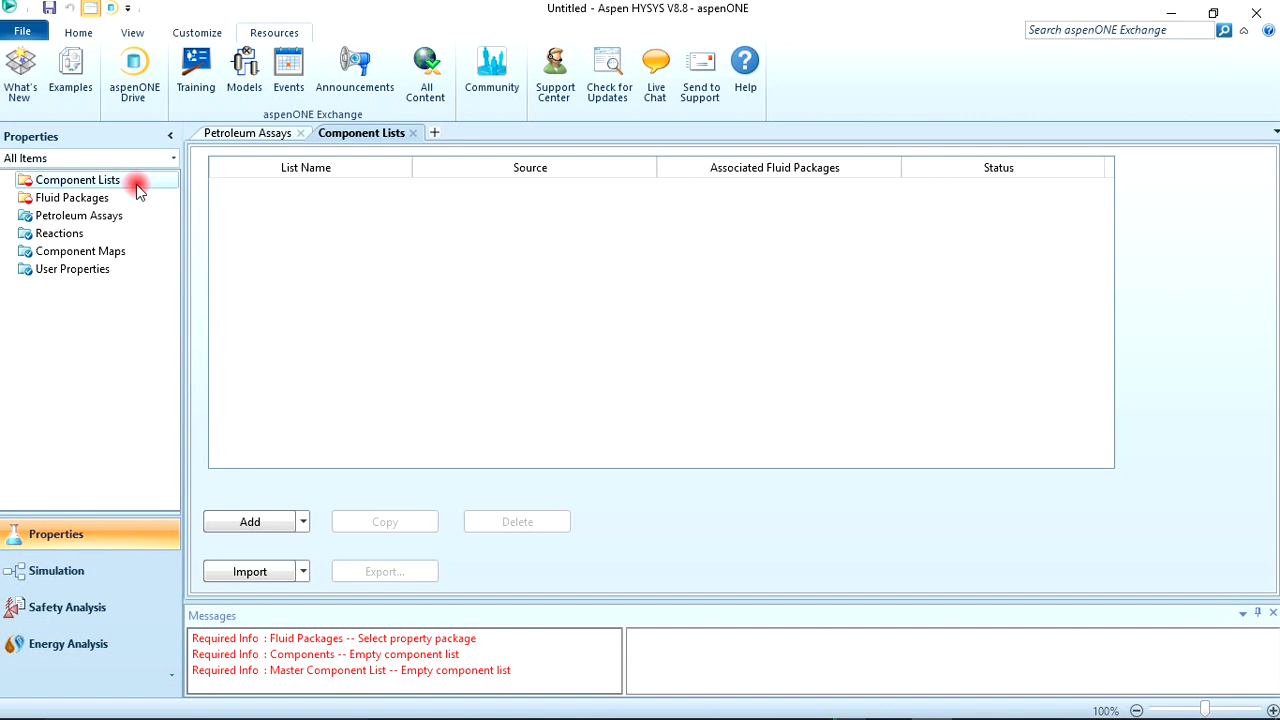 Untitled - Aspen HYSYS V8.8 - aspenONE
File Home View Customize Resources
Search aspenONE Exchange
What's New
Examples
aspenONE Drive
Training
Models
Events
Announcements
All Content
Community
Support Center
Check for Updates
Live Chat
Send to Support
Help
aspenONE Exchange
Properties
Petroleum Assays Component Lists
All Items
List Name Source Associated Fluid Packages Status
Component Lists
Fluid Packages
Petroleum Assays
Reactions
Component Maps
User Properties
Add Copy Delete
Import Export...
Properties
Simulation
Safety Analysis
Energy Analysis
Messages
Required Info : Fluid Packages -- Select property package
Required Info : Components -- Empty component list
Required Info : Master Component List -- Empty component list
100%